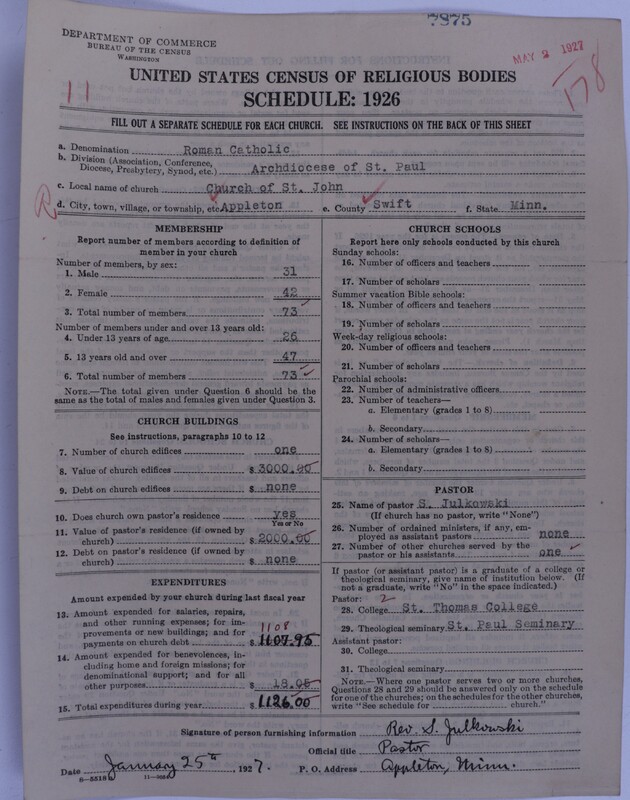 7875
DEPARTMENT OF COMMERCE
BUREAU OF THE CENSUS
WASHINGTON
MAY 2 1927
178
11
UNITED STATES CENSUS OF RELIGIOUS BODIES
SCHEDULE: 1926
FILL OUT A SEPARATE SCHEDULE FOR EACH CHURCH. SEE INSTRUCTIONS ON THE BACK OF THIS SHEET
a. Denomination Roman Catholic
b. Division (Association, Conference, Diocese, Presbytery, Synod, etc.) Archdiocese of St. Paul
c. Local name of church Church of St. John
R d. City, town, village, or township, etc. Appleton e. County Swift f. State Minn.
MEMBERSHIP
Report number of members according to definition of
member in your church
Number of members, by sex:
1. Male 31
2. Female 42
3. Total number of members 73
Number of members under and over 13 years old:
4. Under 13 years of age 26
5. 13 years old and over 47
6. Total number of members 73
NOTE.—The total given under Question 6 should be
same as the total of males and females given under Question 3.
CHURCH BUILDINGS
See instructions, paragraphs 10 to 12
7. Number of church edifices one
8. Value of church edifices $ 3000.00
9. Debt on church edifices $ none
10. Does church own pastor's residence yes
Yes or No
11. Value of pastor's residence (if owned by
church) $ 2000.00
12. Debt on pastor's residence (if owned by
church) $ none
EXPENDITURES
Amount expended by your church during last fiscal year
13. Amount expended for salaries, repairs,
and other running expenses; for im-
provements or new buildings; and for 1108
payments on church debt $ 1107.95
14. Amount expended for benevolences, in-
cluding home and foreign missions; for
denominational support; and for all
other purposes $ 18.05
15. Total expenditures during year $ 1126.00
CHURCH SCHOOLS
Report here only schools conducted by this church
Sunday schools:
16. Number of officers and teachers
17. Number of scholars
Summer vacation Bible schools:
18. Number of officers and teachers
19. Number of scholars
Week-day religious schools:
20. Number of officers and teachers
21. Number of scholars
Parochial schools:
22. Number of administrative officers
23. Number of teachers—
a. Elementary (grades 1 to 8)
b. Secondary
24. Number of scholars—
a. Elementary (grades 1 to 8)
b. Secondary
PASTOR
25. Name of pastor S. Julkowski
(If church has no pastor, write "None")
26. Number of ordained ministers, if any, em-
ployed as assistant pastors none
27. Number of other churches served by the
pastor or his assistants one
If pastor (or assistant pastor) is a graduate of a college or
theological seminary, give name of institution below. (If
not a graduate, write "No" in the space indicated.)
Pastor: 2
28. College St. Thomas College
29. Theological seminary St. Paul Seminary
Assistant pastor:
30. College
31. Theological seminary
NOTE.—Where one pastor serves two or more churches,
Questions 28 and 29 should be answered only on the schedule
for one of the churches; on the schedules for the other churches,
write "See schedule for church."
Signature of person furnishing information Rev. S. Julkowski
Official title Pastor
Date January 25th, 1927. P. O. Address Appleton, Minn.